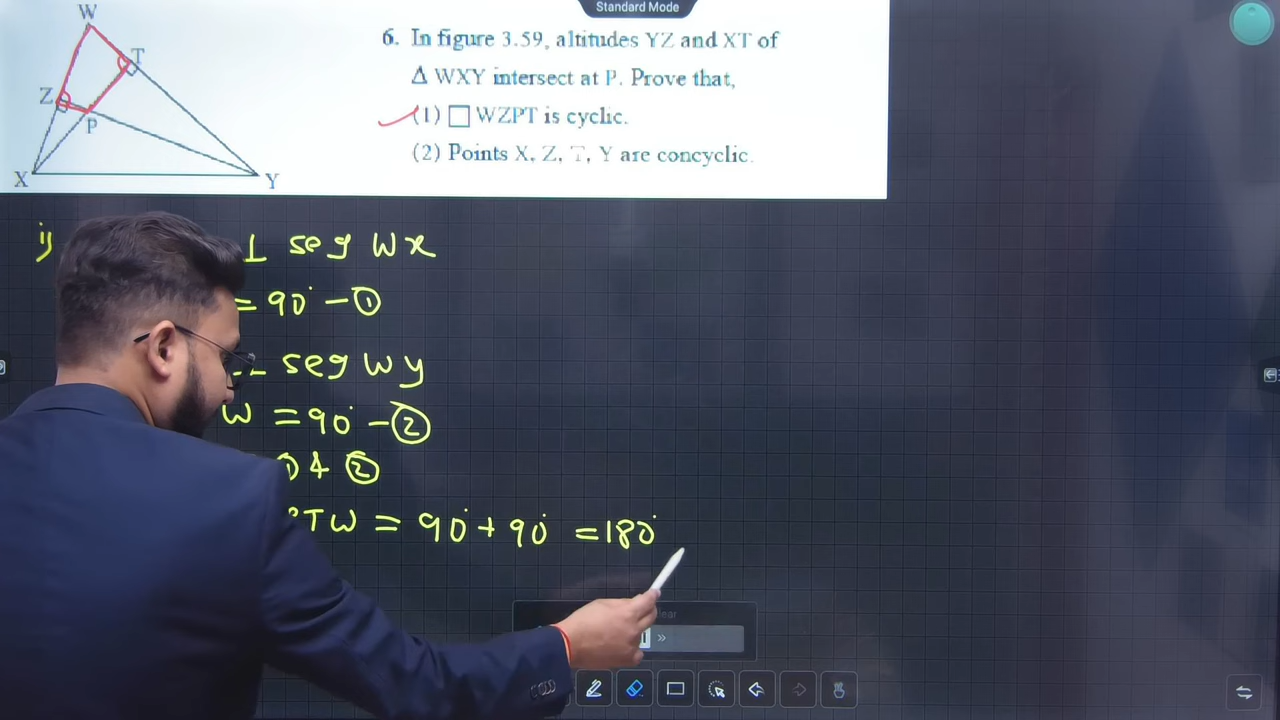 Standard Mode
W
T
Z
P
X
Y
6. In figure 3.59, altitudes YZ and XT of
Δ WXY intersect at P. Prove that,
(1) □ WZPT is cyclic.
(2) Points X, Z, T, Y are concyclic.
i)
⊥ seg WX
= 90° - ①
seg WY
W = 90° - ②
① & ②
PTW = 90° + 90° = 180°